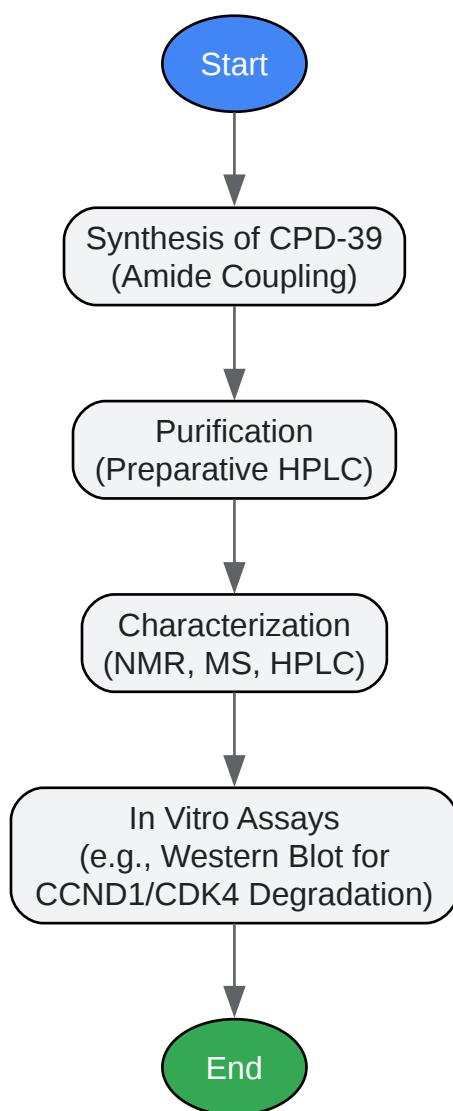 Start
Synthesis of CPD-39
(Amide Coupling)
Purification
(Preparative HPLC)
Characterization
(NMR, MS, HPLC)
In Vitro Assays
(e.g., Western Blot for
CCND1/CDK4 Degradation)
End